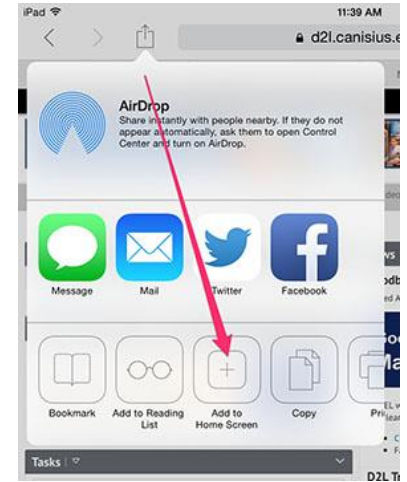 iPad 11:39 AM
d2l.canisius.e
AirDrop
Share instantly with people nearby. If they do not
appear automatically, ask them to open Control
Center and turn on AirDrop.
Message Mail Twitter Facebook
Bookmark Add to Reading List Add to Home Screen Copy Pri
Tasks
D2L Tr